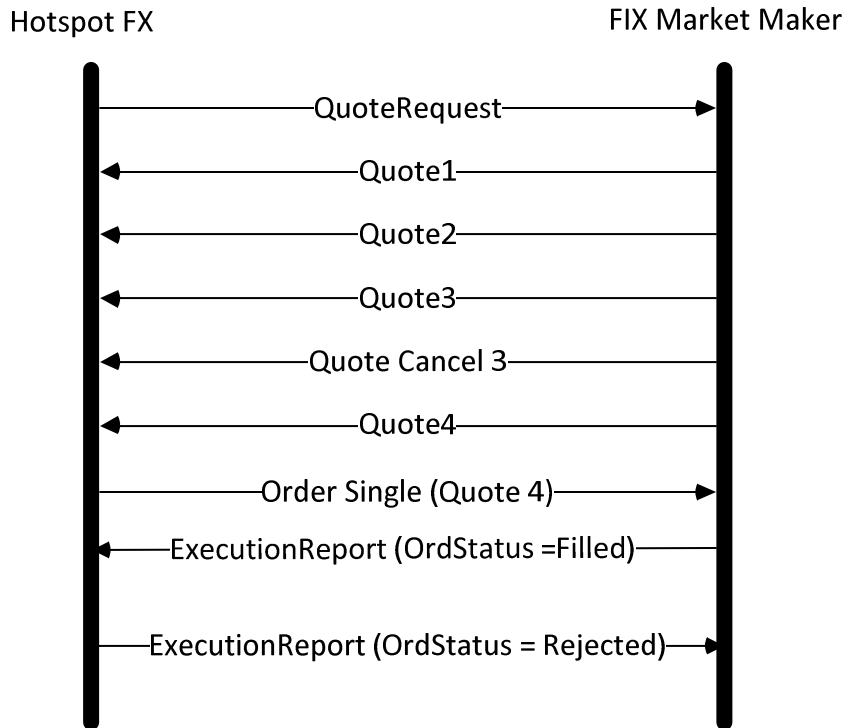 Hotspot FX
FIX Market Maker
QuoteRequest
Quote1
Quote2
Quote3
Quote Cancel 3
Quote4
Order Single (Quote 4)
ExecutionReport (OrdStatus =Filled)
ExecutionReport (OrdStatus = Rejected)